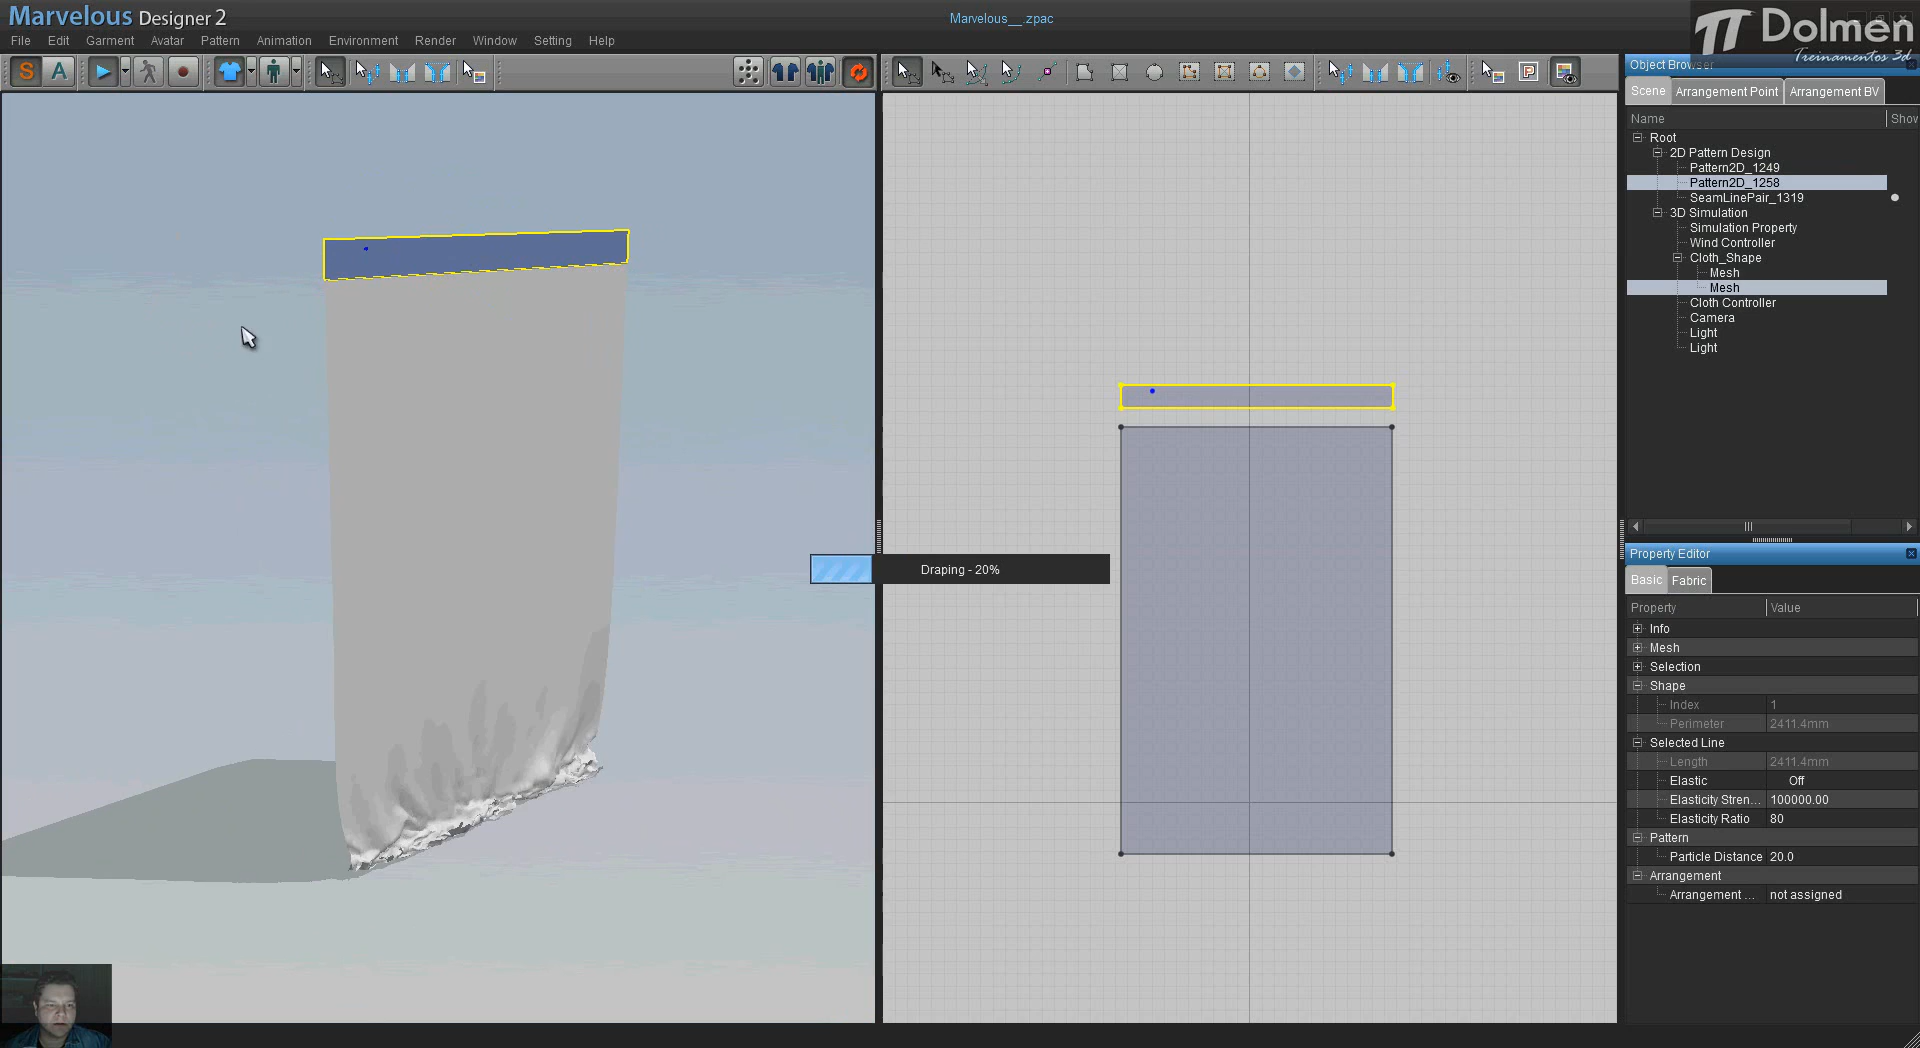 Marvelous Designer 2
Marvelous__.zpac
Dolmen
Treinamentos 3d
File Edit Garment Avatar Pattern Animation Environment Render Window Setting Help
S A
P
Object Browser
Scene Arrangement Point Arrangement BV
Name Show
Root
2D Pattern Design
Pattern2D_1249
Pattern2D_1258
SeamLinePair_1319
3D Simulation
Simulation Property
Wind Controller
Cloth_Shape
Mesh
Mesh
Cloth Controller
Camera
Light
Light
Draping - 20%
Property Editor
Basic Fabric
Property Value
Info
Mesh
Selection
Shape
Index 1
Perimeter 2411.4mm
Selected Line
Length 2411.4mm
Elastic Off
Elasticity Stren... 100000.00
Elasticity Ratio 80
Pattern
Particle Distance 20.0
Arrangement
Arrangement ... not assigned